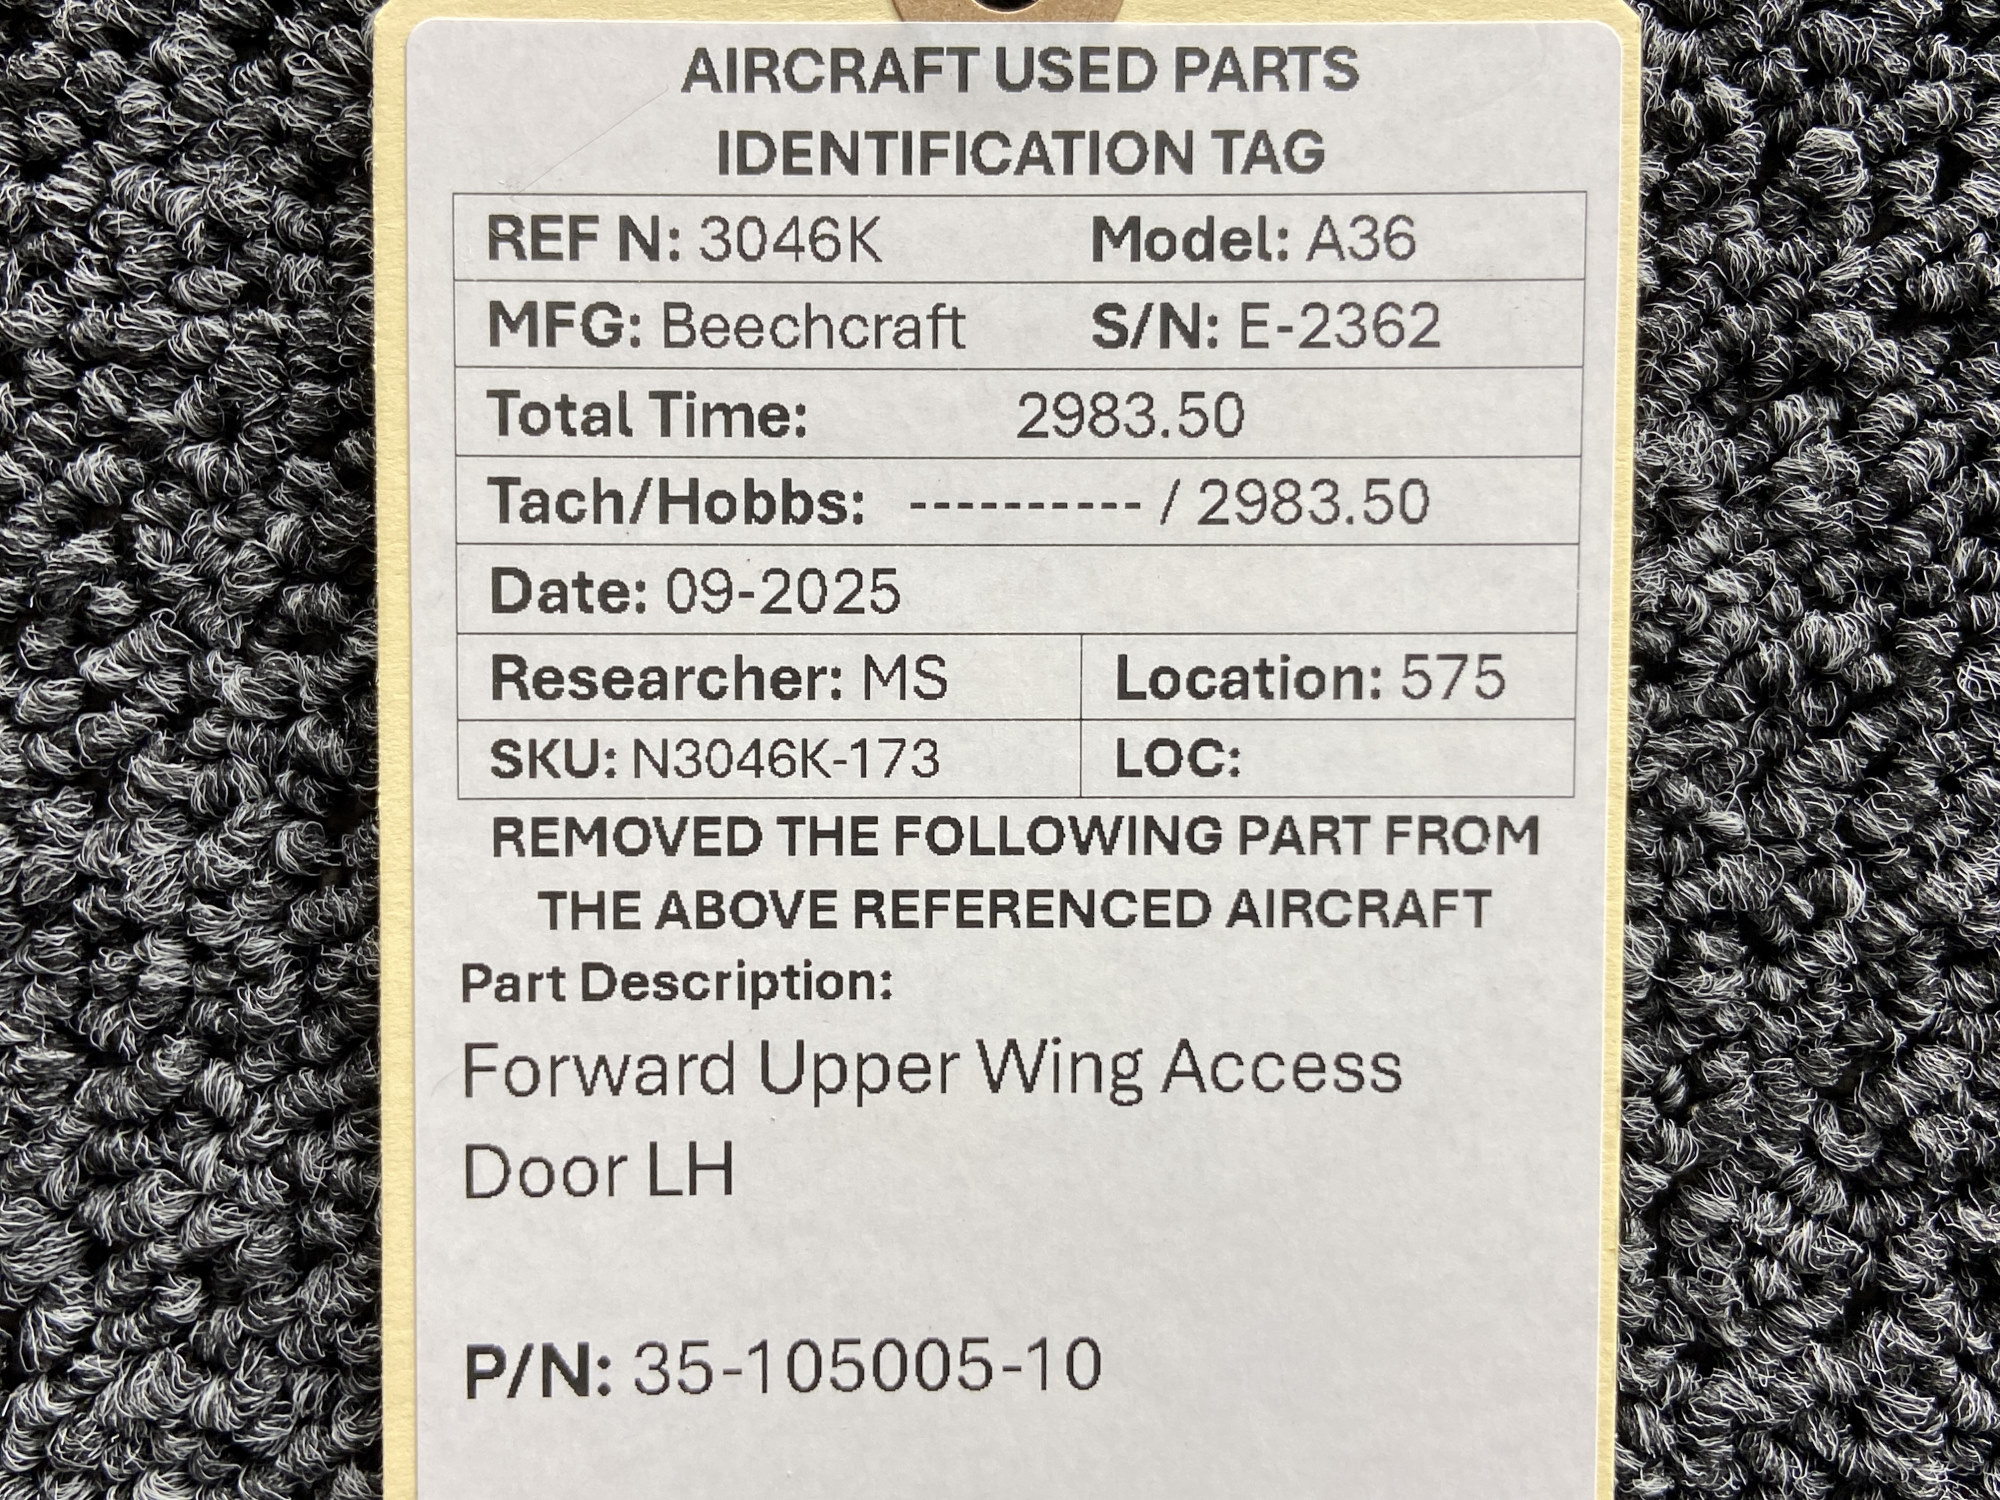 AIRCRAFT USED PARTS
IDENTIFICATION TAG
REF N: 3046K Model: A36
MFG: Beechcraft S/N: E-2362
Total Time: 2983.50
Tach/Hobbs: ---------- / 2983.50
Date: 09-2025
Researcher: MS Location: 575
SKU: N3046K-173 LOC:
REMOVED THE FOLLOWING PART FROM
THE ABOVE REFERENCED AIRCRAFT
Part Description:
Forward Upper Wing Access
Door LH
P/N: 35-105005-10